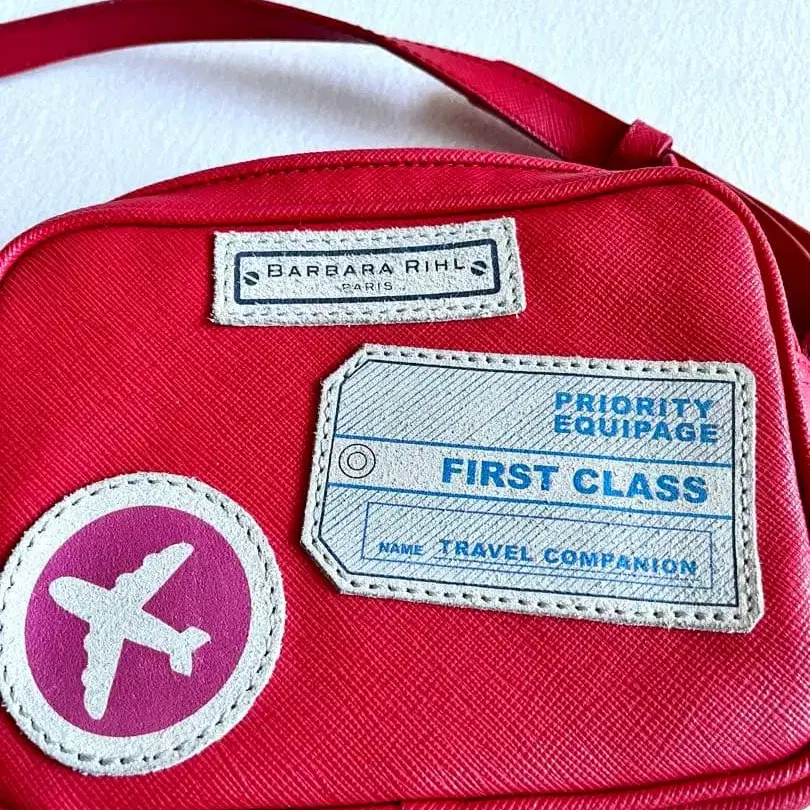 BARBARA RIHL
PARIS
PRIORITY
EQUIPAGE
FIRST CLASS
NAME TRAVEL COMPANION